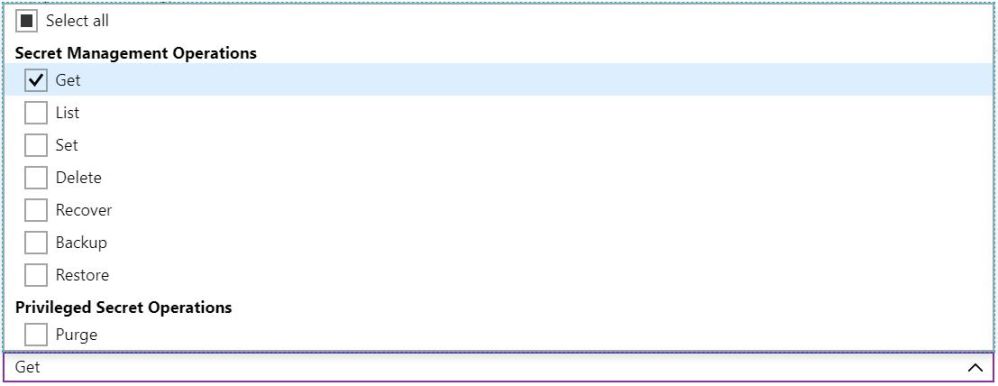 Select all
Secret Management Operations
Get
List
Set
Delete
Recover
Backup
Restore
Privileged Secret Operations
Purge
Get